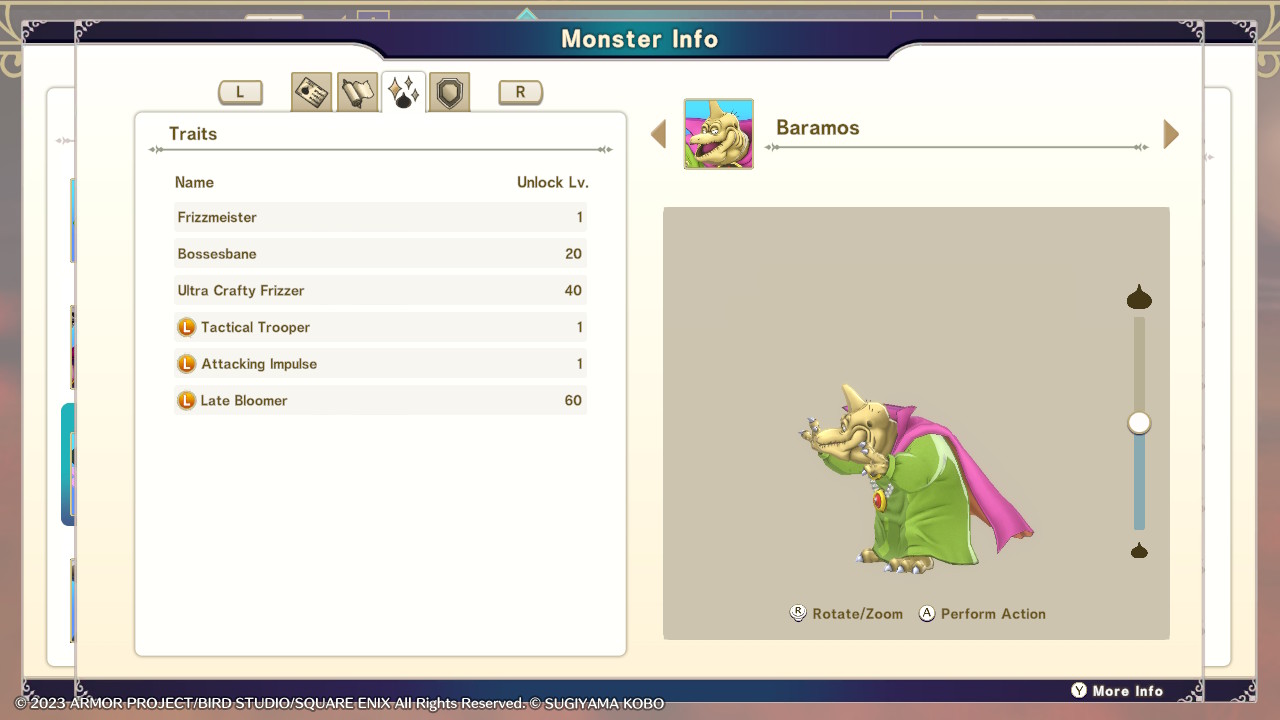 Monster Info
L
R
Traits
Name Unlock Lv.
Frizzmeister 1
Bossesbane 20
Ultra Crafty Frizzer 40
L Tactical Trooper 1
L Attacking Impulse 1
L Late Bloomer 60
Baramos
R Rotate/Zoom A Perform Action
Y More Info
© 2023 ARMOR PROJECT/BIRD STUDIO/SQUARE ENIX All Rights Reserved. © SUGIYAMA KOBO